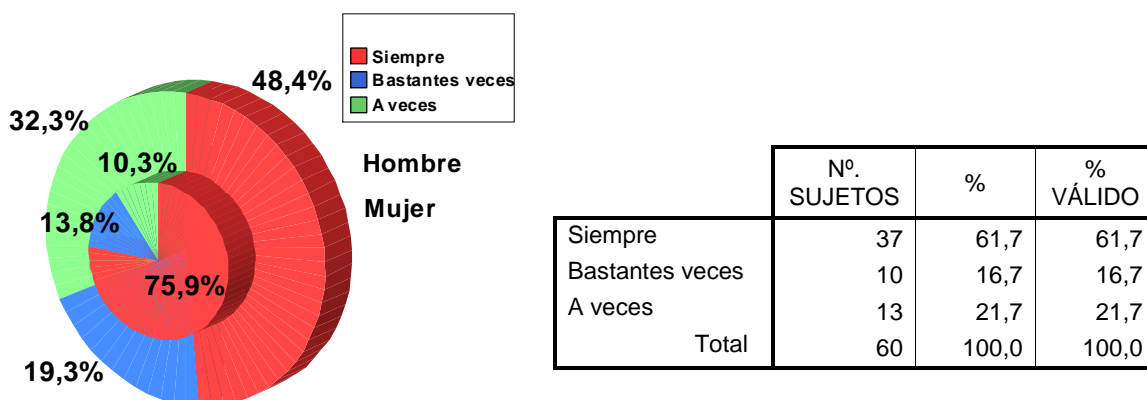 Siempre
Bastantes veces
A veces
48,4%
32,3%
10,3%
13,8%
75,9%
19,3%
Hombre
Mujer
Nº. SUJETOS % % VÁLIDO
Siempre 37 61,7 61,7
Bastantes veces 10 16,7 16,7
A veces 13 21,7 21,7
Total 60 100,0 100,0